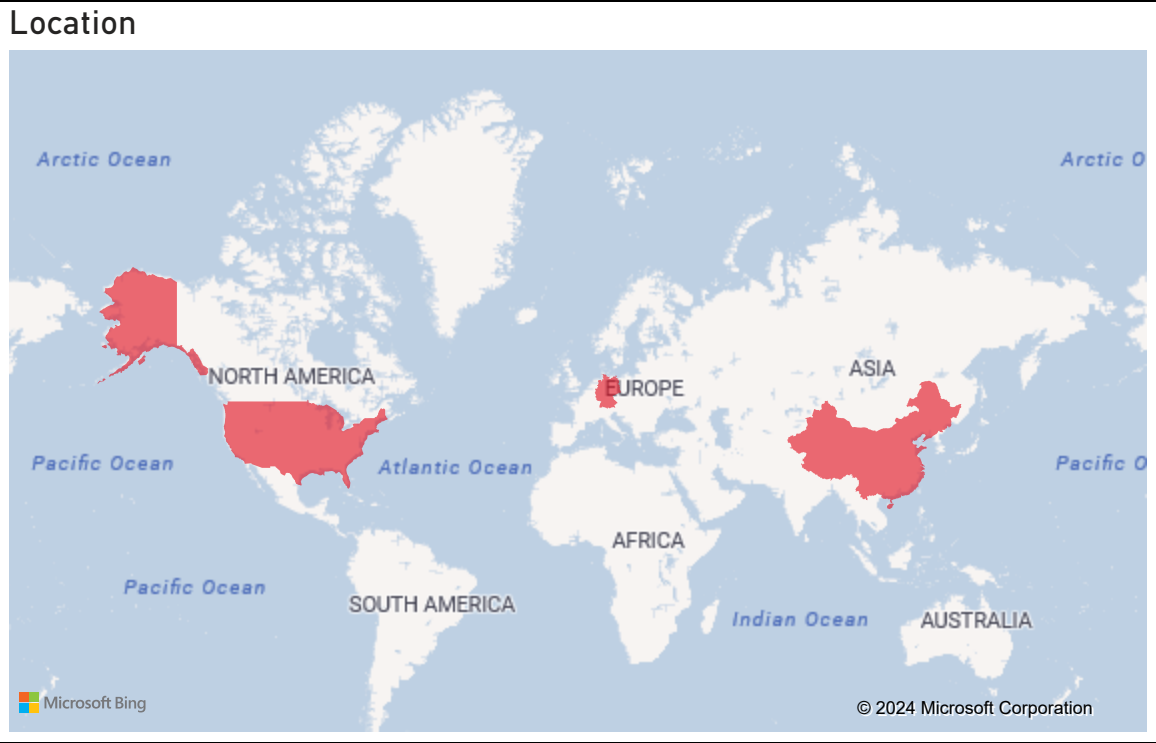 Location
Arctic Ocean
Arctic O
NORTH AMERICA
ASIA
EUROPE
Pacific Ocean
Atlantic Ocean
Pacific O
AFRICA
Pacific Ocean
SOUTH AMERICA
Indian Ocean
AUSTRALIA
Microsoft Bing
© 2024 Microsoft Corporation